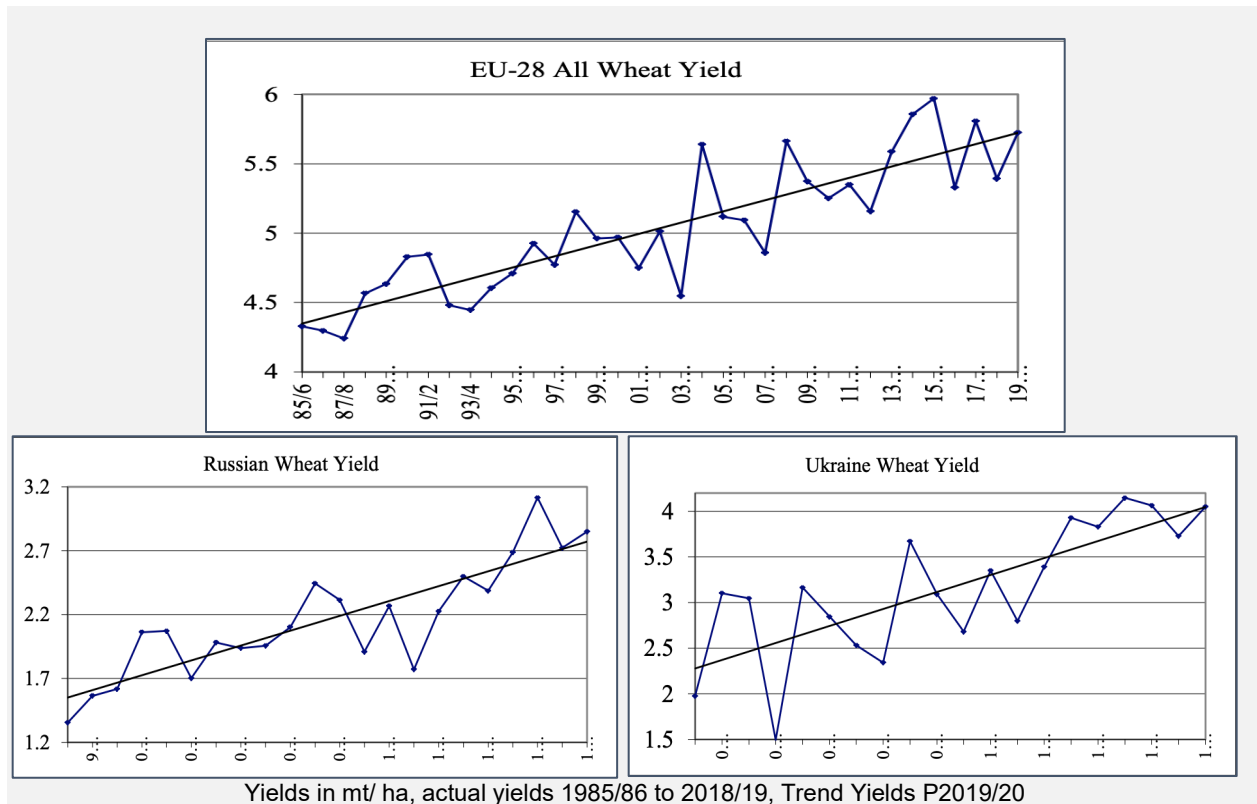 EU-28 All Wheat Yield
6
5.5
5
4.5
4
85/6 87/8 89... 91/2 93/4 95... 97... 99... 01... 03... 05... 07... 09... 11... 13... 15... 17... 19...
Russian Wheat Yield
3.2
2.7
2.2
1.7
1.2
9... 0... 0... 0... 0... 0... 1... 1... 1... 1... 1...
Ukraine Wheat Yield
4
3.5
3
2.5
2
1.5
0... 0... 0... 0... 0... 1... 1... 1... 1... 1...
Yields in mt/ ha, actual yields 1985/86 to 2018/19, Trend Yields P2019/20